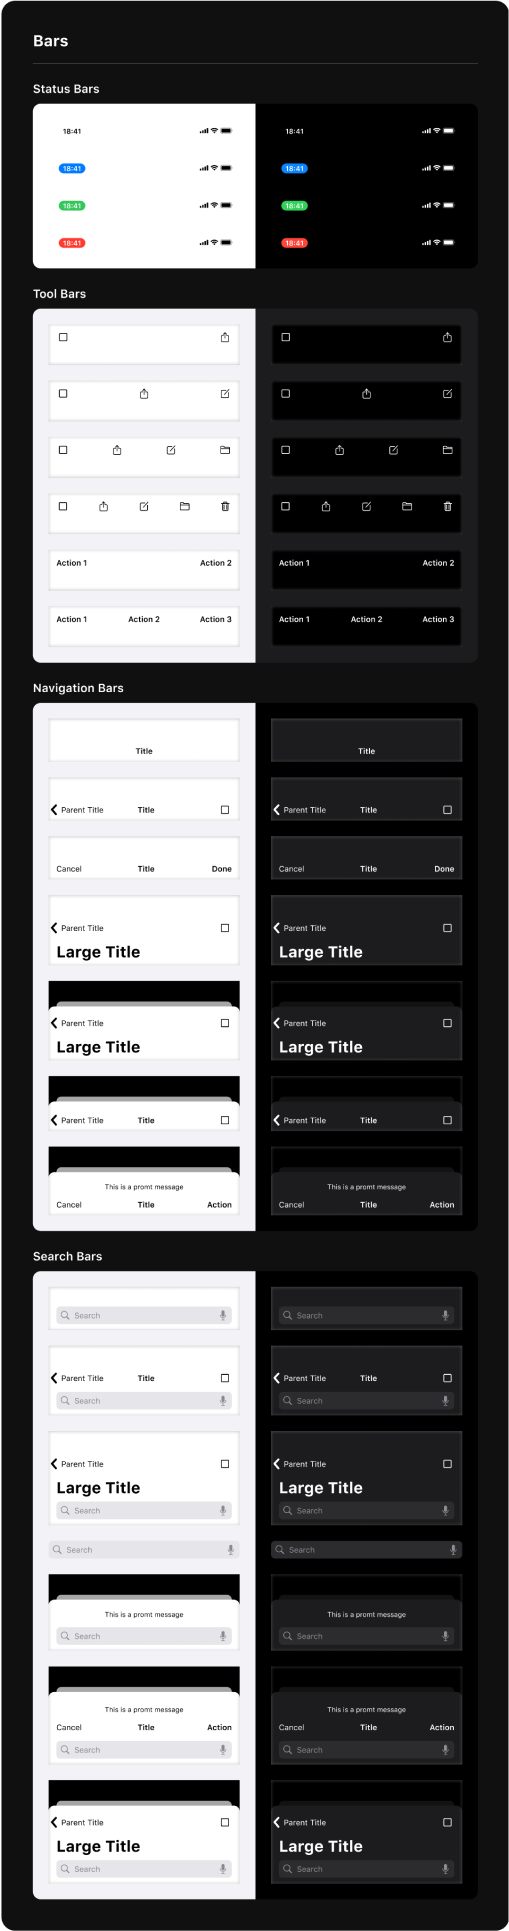 Bars
Status Bars
18:41 18:41
18:41 18:41
18:41 18:41
18:41 18:41
Tool Bars
Action 1 Action 2 Action 1 Action 2
Action 1 Action 2 Action 3 Action 1 Action 2 Action 3
Navigation Bars
Title Title
Parent Title Title Parent Title Title
Cancel Title Done Cancel Title Done
Parent Title Parent Title
Large Title Large Title
Parent Title Parent Title
Large Title Large Title
Parent Title Title Parent Title Title
This is a promt message This is a promt message
Cancel Title Action Cancel Title Action
Search Bars
Search Search
Parent Title Title Parent Title Title
Search Search
Parent Title Parent Title
Large Title Large Title
Search Search
Search Search
This is a promt message This is a promt message
Search Search
This is a promt message This is a promt message
Cancel Title Action Cancel Title Action
Search Search
Parent Title Parent Title
Large Title Large Title
Search Search